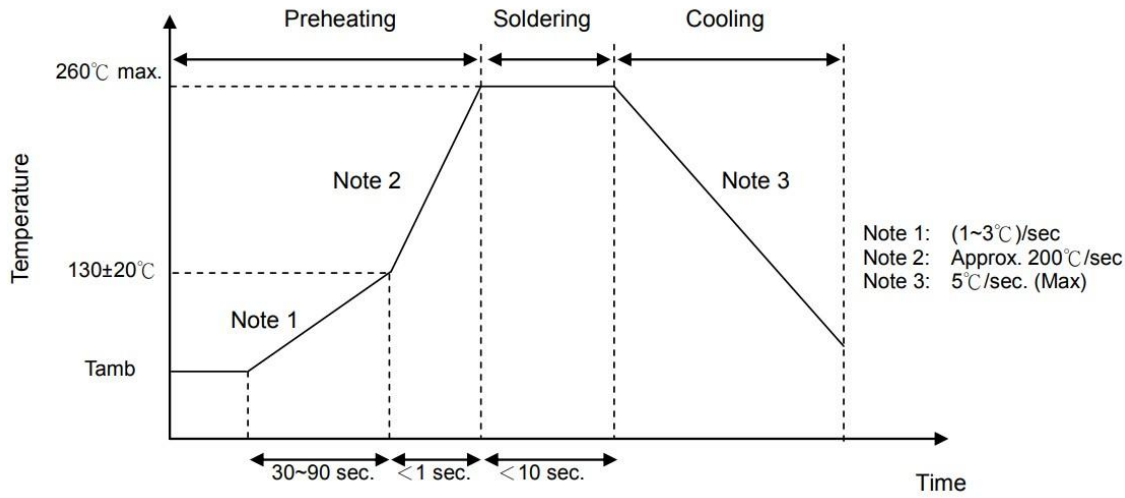 Preheating
Soldering
Cooling
260℃ max.
Temperature
Note 2
Note 3
Note 1: (1~3℃)/sec
Note 2: Approx. 200℃/sec
Note 3: 5℃/sec. (Max)
130±20℃
Note 1
Tamb
30~90 sec.
<1 sec.
<10 sec.
Time